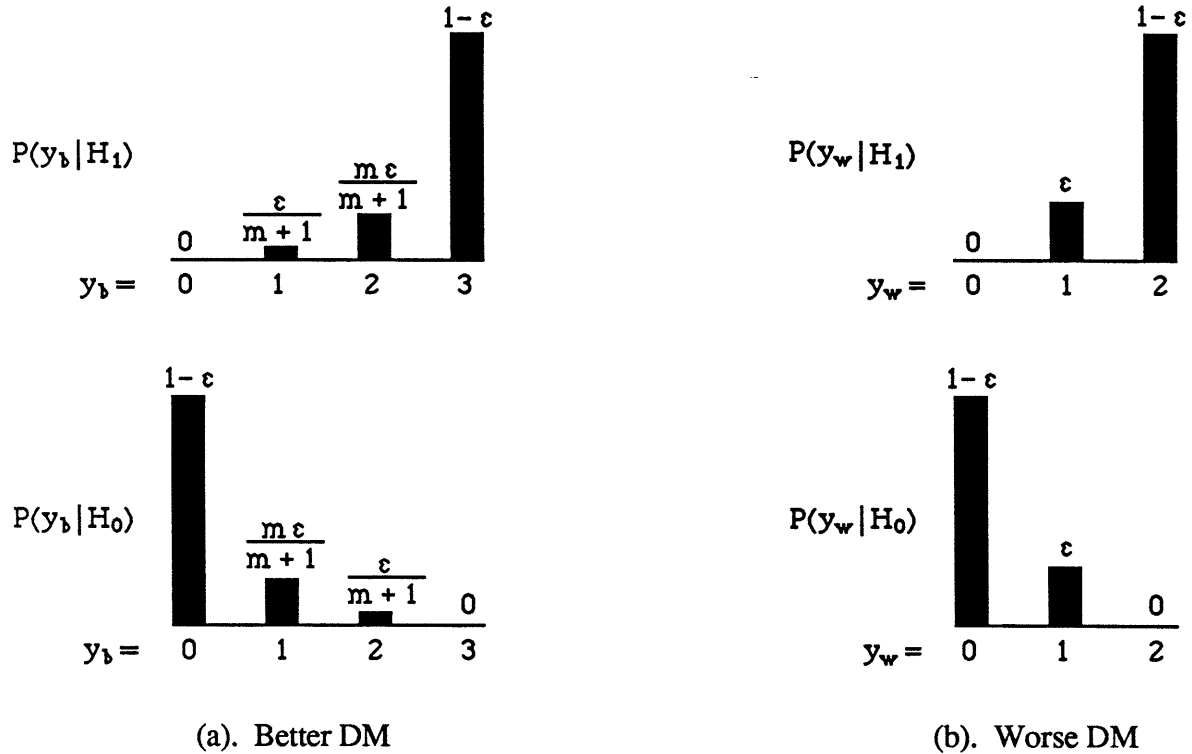 1- ε
1- ε
P(y_b|H_1)
P(y_w|H_1)
m ε
m + 1
ε
m + 1
ε
0
0
y_b = 0 1 2 3
y_w = 0 1 2
1- ε
1- ε
P(y_b|H_0)
P(y_w|H_0)
m ε
m + 1
ε
m + 1
0
ε
0
y_b = 0 1 2 3
y_w = 0 1 2
(a). Better DM
(b). Worse DM